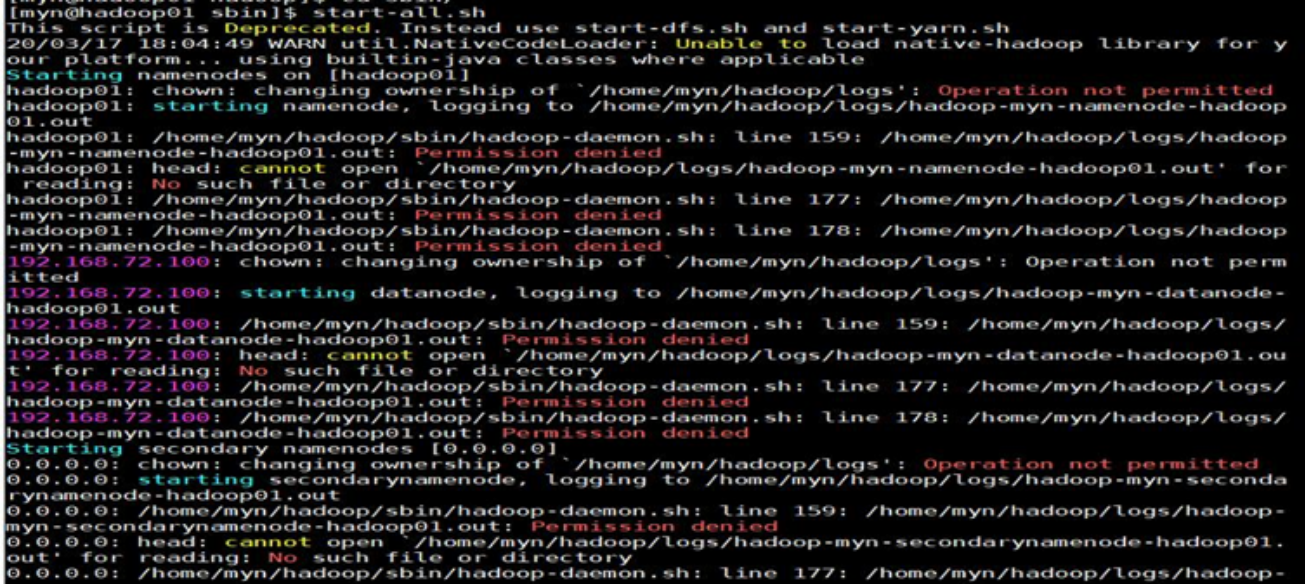 [myn@hadoop01 sbin]$ start-all.sh
This script is Deprecated. Instead use start-dfs.sh and start-yarn.sh
20/03/17 18:04:49 WARN util.NativeCodeLoader: Unable to load native-hadoop library for y
our platform... using builtin-java classes where applicable
Starting namenodes on [hadoop01]
hadoop01: chown: changing ownership of `/home/myn/hadoop/logs': Operation not permitted
hadoop01: starting namenode, logging to /home/myn/hadoop/logs/hadoop-myn-namenode-hadoop
01.out
hadoop01: /home/myn/hadoop/sbin/hadoop-daemon.sh: line 159: /home/myn/hadoop/logs/hadoop
-myn-namenode-hadoop01.out: Permission denied
hadoop01: head: cannot open `/home/myn/hadoop/logs/hadoop-myn-namenode-hadoop01.out' for
 reading: No such file or directory
hadoop01: /home/myn/hadoop/sbin/hadoop-daemon.sh: line 177: /home/myn/hadoop/logs/hadoop
-myn-namenode-hadoop01.out: Permission denied
hadoop01: /home/myn/hadoop/sbin/hadoop-daemon.sh: line 178: /home/myn/hadoop/logs/hadoop
-myn-namenode-hadoop01.out: Permission denied
192.168.72.100: chown: changing ownership of `/home/myn/hadoop/logs': Operation not perm
itted
192.168.72.100: starting datanode, logging to /home/myn/hadoop/logs/hadoop-myn-datanode-
hadoop01.out
192.168.72.100: /home/myn/hadoop/sbin/hadoop-daemon.sh: line 159: /home/myn/hadoop/logs/
hadoop-myn-datanode-hadoop01.out: Permission denied
192.168.72.100: head: cannot open `/home/myn/hadoop/logs/hadoop-myn-datanode-hadoop01.ou
t' for reading: No such file or directory
192.168.72.100: /home/myn/hadoop/sbin/hadoop-daemon.sh: line 177: /home/myn/hadoop/logs/
hadoop-myn-datanode-hadoop01.out: Permission denied
192.168.72.100: /home/myn/hadoop/sbin/hadoop-daemon.sh: line 178: /home/myn/hadoop/logs/
hadoop-myn-datanode-hadoop01.out: Permission denied
Starting secondary namenodes [0.0.0.0]
0.0.0.0: chown: changing ownership of `/home/myn/hadoop/logs': Operation not permitted
0.0.0.0: starting secondarynamenode, logging to /home/myn/hadoop/logs/hadoop-myn-seconda
rynamenode-hadoop01.out
0.0.0.0: /home/myn/hadoop/sbin/hadoop-daemon.sh: line 159: /home/myn/hadoop/logs/hadoop-
myn-secondarynamenode-hadoop01.out: Permission denied
0.0.0.0: head: cannot open `/home/myn/hadoop/logs/hadoop-myn-secondarynamenode-hadoop01.
out' for reading: No such file or directory
0.0.0.0: /home/myn/hadoop/sbin/hadoop-daemon.sh: line 177: /home/myn/hadoop/logs/hadoop-